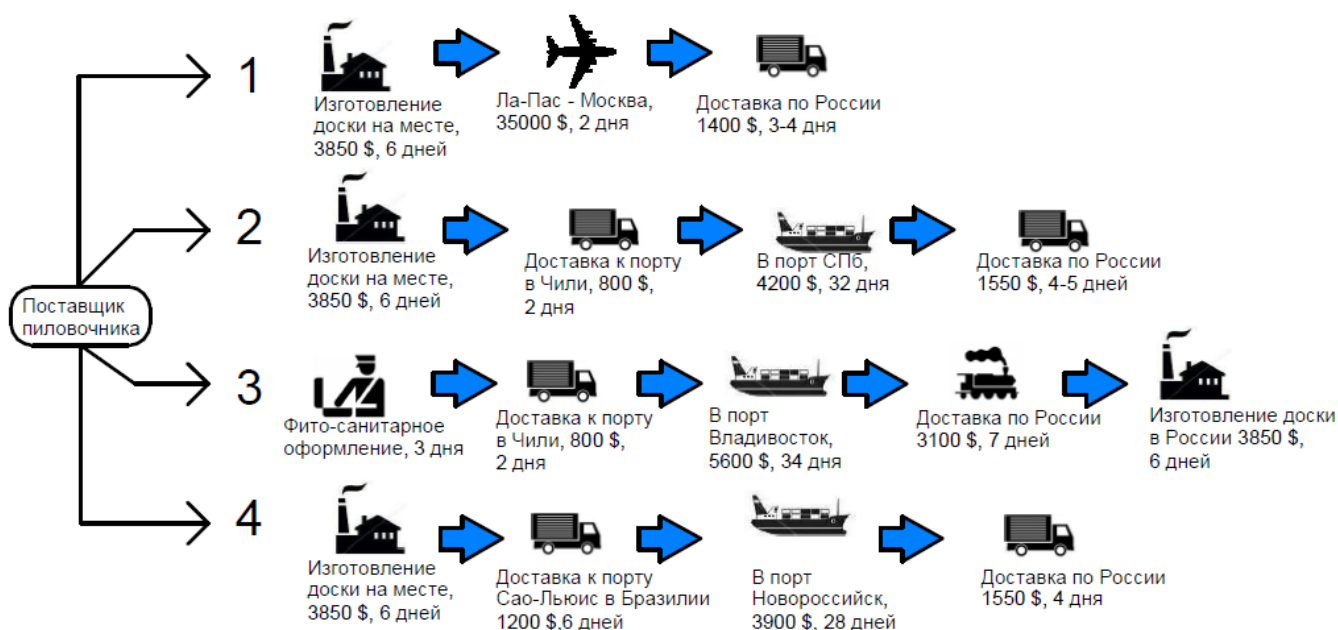 1
Изготовление
доски на месте,
3850 $, 6 дней
Ла-Пас - Москва,
35000 $, 2 дня
Доставка по России
1400 $, 3-4 дня
2
Изготовление
доски на месте,
3850 $, 6 дней
Доставка к порту
в Чили, 800 $,
2 дня
В порт СПб,
4200 $, 32 дня
Доставка по России
1550 $, 4-5 дней
Поставщик
пиловочника
3
Фито-санитарное
оформление, 3 дня
Доставка к порту
в Чили, 800 $,
2 дня
В порт
Владивосток,
5600 $, 34 дня
Доставка по России
3100 $, 7 дней
Изготовление доски
в России 3850 $,
6 дней
4
Изготовление
доски на месте,
3850 $, 6 дней
Доставка к порту
Сао-Льюис в Бразилии
1200 $,6 дней
В порт
Новороссийск,
3900 $, 28 дней
Доставка по России
1550 $, 4 дня